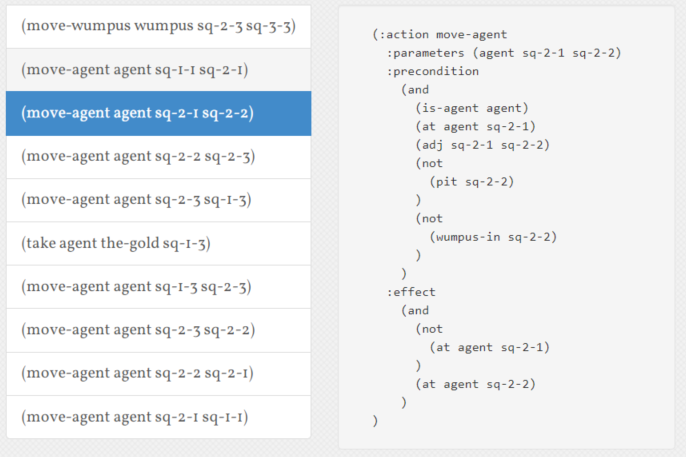 (move-wumpus wumpus sq-2-3 sq-3-3)
(move-agent agent sq-1-1 sq-2-1)
(move-agent agent sq-2-1 sq-2-2)
(move-agent agent sq-2-2 sq-2-3)
(move-agent agent sq-2-3 sq-1-3)
(take agent the-gold sq-1-3)
(move-agent agent sq-1-3 sq-2-3)
(move-agent agent sq-2-3 sq-2-2)
(move-agent agent sq-2-2 sq-2-1)
(move-agent agent sq-2-1 sq-1-1)
(:action move-agent
  :parameters (agent sq-2-1 sq-2-2)
  :precondition
    (and
      (is-agent agent)
      (at agent sq-2-1)
      (adj sq-2-1 sq-2-2)
      (not
        (pit sq-2-2)
      )
      (not
        (wumpus-in sq-2-2)
      )
    )
  :effect
    (and
      (not
        (at agent sq-2-1)
      )
      (at agent sq-2-2)
    )
)